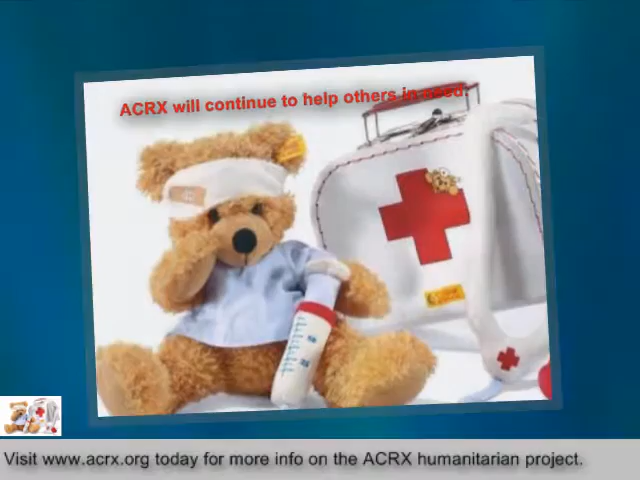 ACRX will continue to help others in need.
Visit www.acrx.org today for more info on the ACRX humanitarian project.